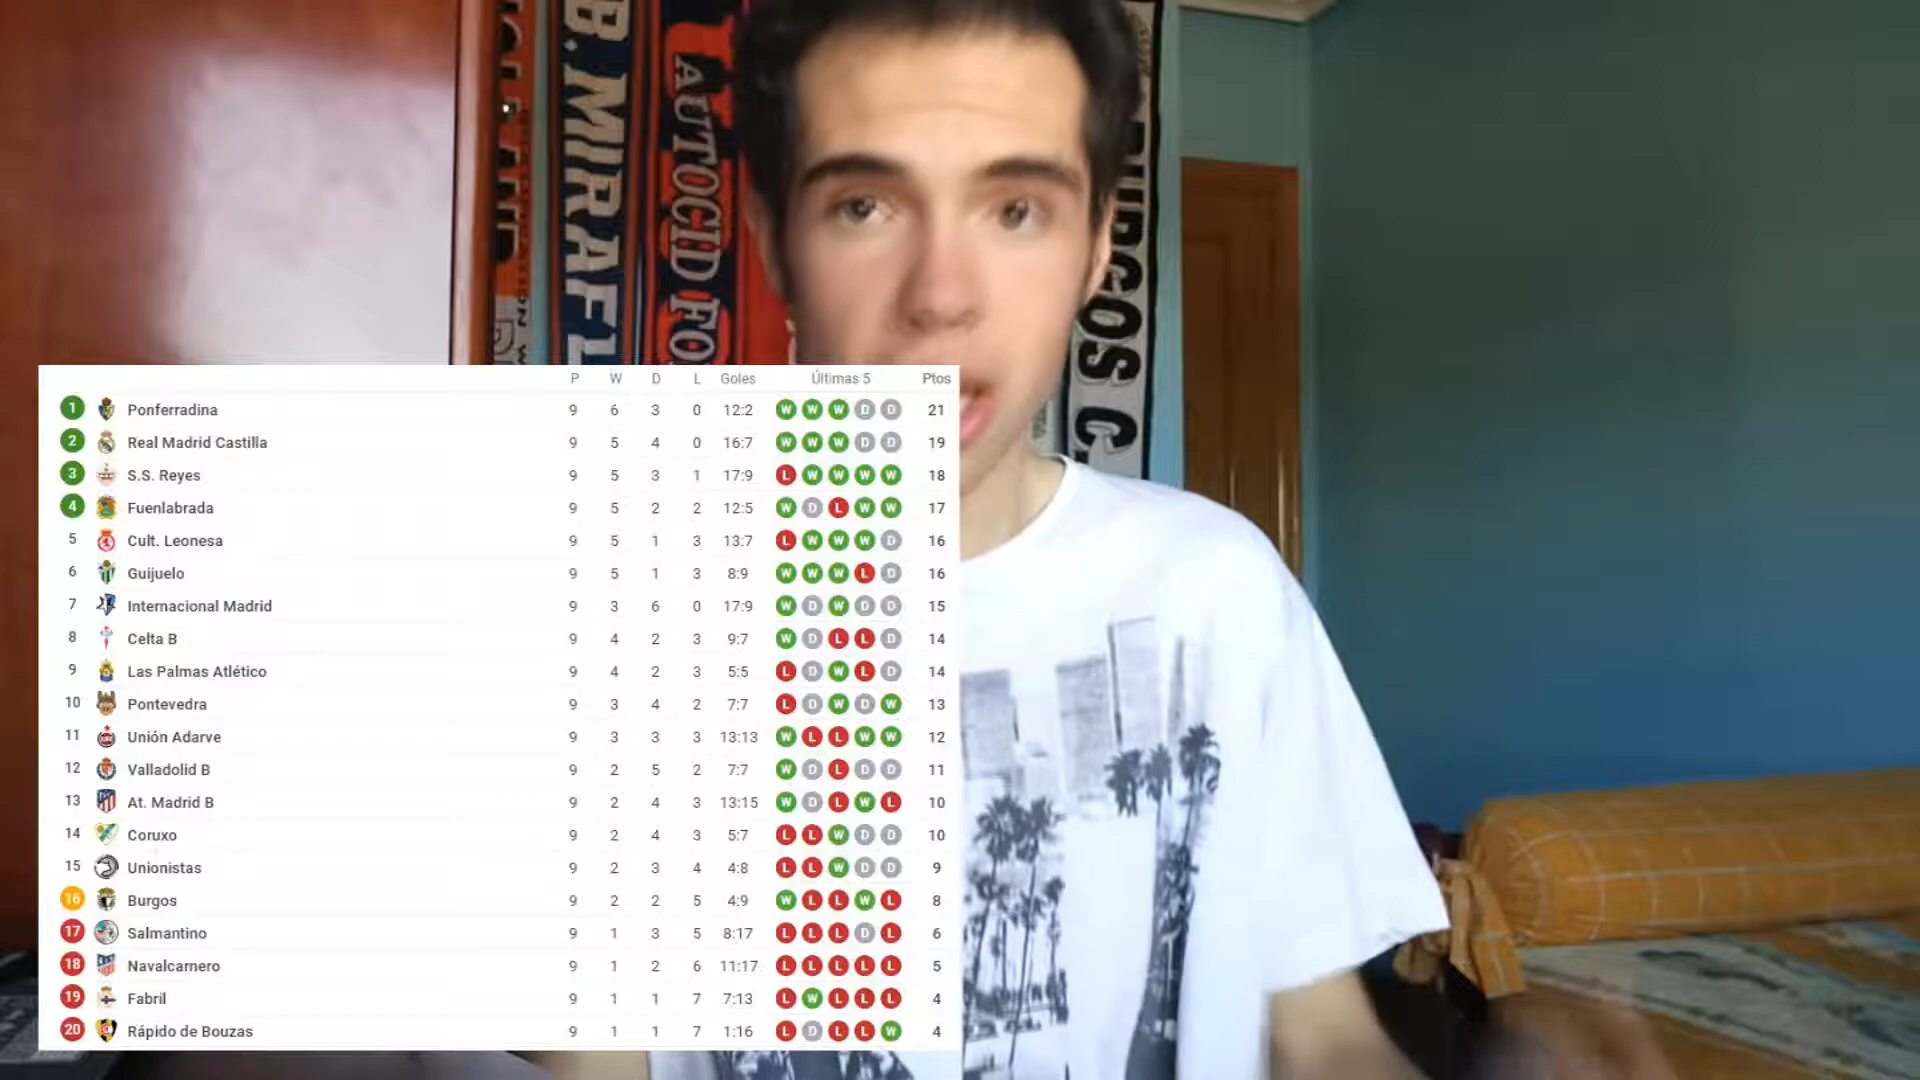 B. MIRAFL
AUTOCID FO
BURGOS C.
P W D L Goles Últimas 5 Ptos
1 Ponferradina 9 6 3 0 12:2 W W W D D 21
2 Real Madrid Castilla 9 5 4 0 16:7 W W W D D 19
3 S.S. Reyes 9 5 3 1 17:9 L W W W W 18
4 Fuenlabrada 9 5 2 2 12:5 W D L W W 17
5 Cult. Leonesa 9 5 1 3 13:7 L W W W D 16
6 Guijuelo 9 5 1 3 8:9 W W W L D 16
7 Internacional Madrid 9 3 6 0 17:9 W D W D D 15
8 Celta B 9 4 2 3 9:7 W D L L D 14
9 Las Palmas Atlético 9 4 2 3 5:5 L D W L D 14
10 Pontevedra 9 3 4 2 7:7 L D W D W 13
11 Unión Adarve 9 3 3 3 13:13 W L L W W 12
12 Valladolid B 9 2 5 2 7:7 W D L D D 11
13 At. Madrid B 9 2 4 3 13:15 W D L W L 10
14 Coruxo 9 2 4 3 5:7 L L W D D 10
15 Unionistas 9 2 3 4 4:8 L L W D D 9
16 Burgos 9 2 2 5 4:9 W L L W L 8
17 Salmantino 9 1 3 5 8:17 L L L D L 6
18 Navalcarnero 9 1 2 6 11:17 L L L L L 5
19 Fabril 9 1 1 7 7:13 L W L L L 4
20 Rápido de Bouzas 9 1 1 7 1:16 L D L L W 4